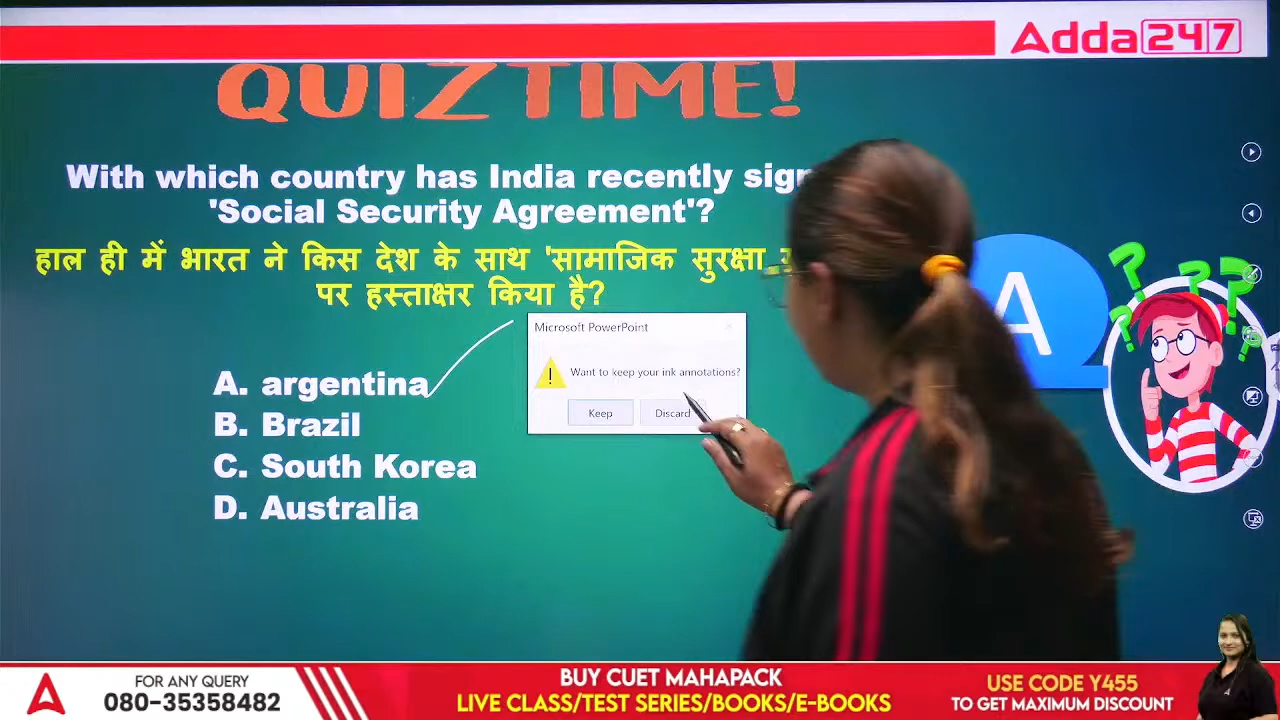 Adda 247
QUIZTIME!
With which country has India recently
'Social Security Agreement'?
हाल ही में भारत ने किस देश के साथ 'सामाजिक सुरक्षा
पर हस्ताक्षर किया है?
A
Microsoft PowerPoint
Want to keep your ink annotations?
Keep
Discard
A. argentina
B. Brazil
C. South Korea
D. Australia
FOR ANY QUERY
080-35358482
BUY CUET MAHAPACK
LIVE CLASS/TEST SERIES/BOOKS/E-BOOKS
USE CODE Y455
TO GET MAXIMUM DISCOUNT